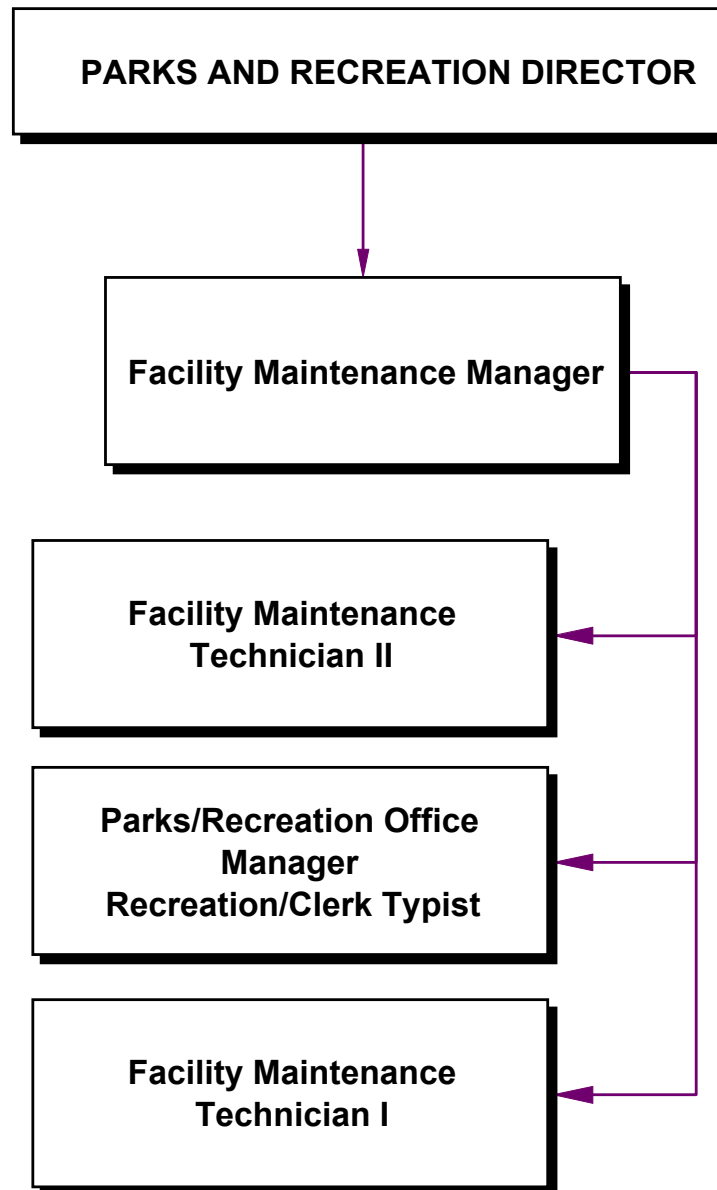 PARKS AND RECREATION DIRECTOR
Facility Maintenance Manager
Facility Maintenance
Technician II
Parks/Recreation Office
Manager
Recreation/Clerk Typist
Facility Maintenance
Technician I